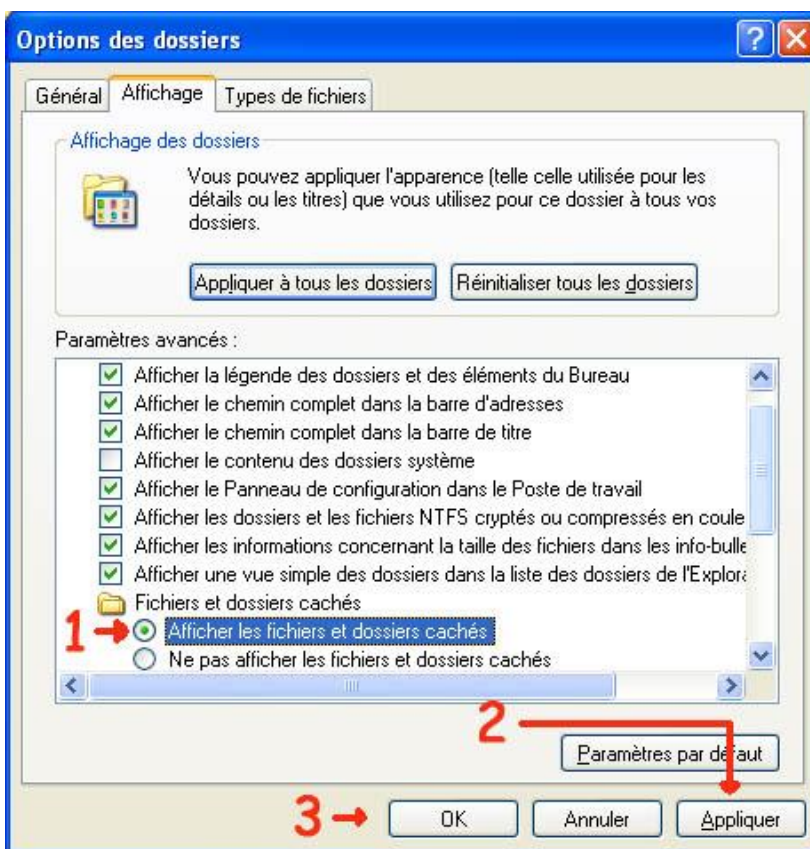 Options des dossiers
Général Affichage Types de fichiers
Affichage des dossiers
Vous pouvez appliquer l'apparence (telle celle utilisée pour les
détails ou les titres) que vous utilisez pour ce dossier à tous vos
dossiers.
Appliquer à tous les dossiers Réinitialiser tous les dossiers
Paramètres avancés :
Afficher la légende des dossiers et des éléments du Bureau
Afficher le chemin complet dans la barre d'adresses
Afficher le chemin complet dans la barre de titre
Afficher le contenu des dossiers système
Afficher le Panneau de configuration dans le Poste de travail
Afficher les dossiers et les fichiers NTFS cryptés ou compressés en coule
Afficher les informations concernant la taille des fichiers dans les info-bulle
Afficher une vue simple des dossiers dans la liste des dossiers de l'Explora
Fichiers et dossiers cachés
1 Afficher les fichiers et dossiers cachés
Ne pas afficher les fichiers et dossiers cachés
2
Paramètres par défaut
3 OK Annuler Appliquer